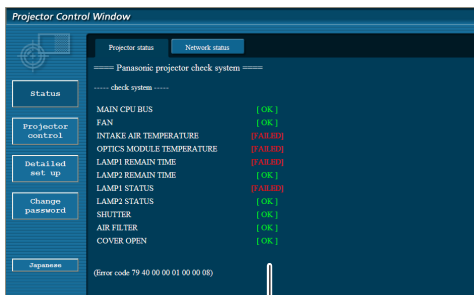 Projector Control Window
Projector status
Network status
==== Panasonic projector check system ====
----- check system -----
Status
MAIN CPU BUS [ OK ]
FAN [ OK ]
INTAKE AIR TEMPERATURE [FAILED]
OPTICS MODULE TEMPERATURE [FAILED]
LAMP1 REMAIN TIME [FAILED]
LAMP2 REMAIN TIME [ OK ]
LAMP1 STATUS [FAILED]
LAMP2 STATUS [ OK ]
SHUTTER [ OK ]
AIR FILTER [ OK ]
COVER OPEN [ OK ]
Projector
control
Detailed
set up
Change
password
Japanese
(Error code 79 40 00 00 01 00 00 08)